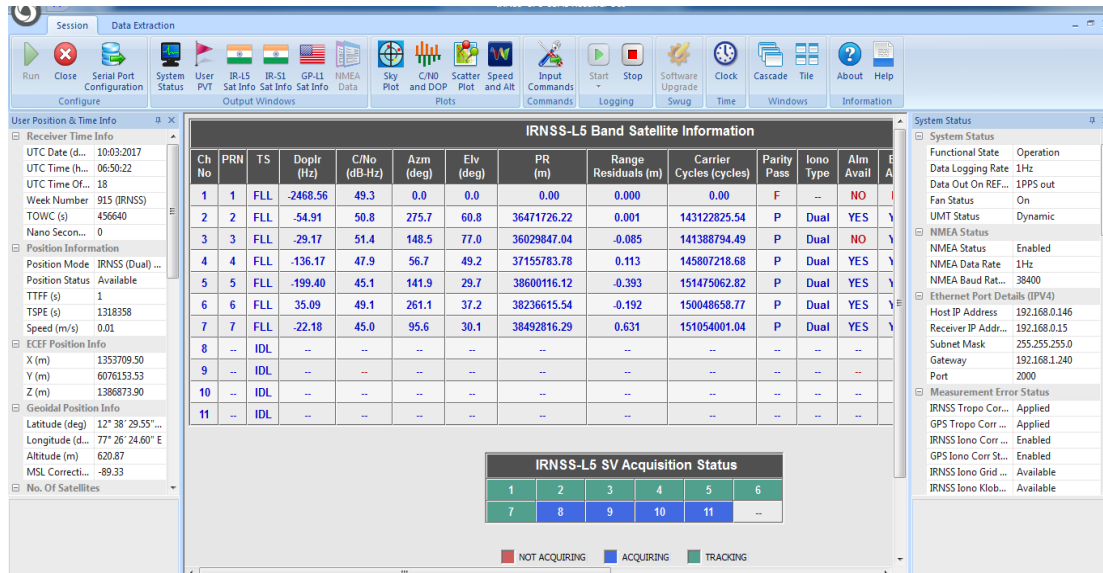 Session Data Extraction
Run Close Serial Port Configuration System Status User PVT IR-L5 Sat Info IR-S1 Sat Info GP-L1 Sat Info NMEA Data Sky Plot C/N0 and DOP Scatter Plot Speed and Alt Input Commands Start Stop Software Upgrade Clock Cascade Tile About Help
Configure Output Windows Plots Commands Logging Swug Time Windows Information
User Position & Time Info
Receiver Time Info
UTC Date (d... 10:03:2017
UTC Time (h... 06:50:22
UTC Time Of... 18
Week Number 915 (IRNSS)
TOWC (s) 456640
Nano Secon... 0
Position Information
Position Mode IRNSS (Dual) ...
Position Status Available
TTFF (s) 1
TSPE (s) 1318358
Speed (m/s) 0.01
ECEF Position Info
X (m) 1353709.50
Y (m) 6076153.53
Z (m) 1386873.90
Geoidal Position Info
Latitude (deg) 12° 38' 29.55"...
Longitude (d... 77° 26' 24.60" E
Altitude (m) 620.87
MSL Correcti... -89.33
No. Of Satellites
IRNSS-L5 Band Satellite Information
Ch No PRN TS Doplr (Hz) C/No (dB-Hz) Azm (deg) Elv (deg) PR (m) Range Residuals (m) Carrier Cycles (cycles) Parity Pass Iono Type Alm Avail
1 1 FLL -2468.56 49.3 0.0 0.0 0.00 0.000 0.00 F -- NO
2 2 FLL -54.91 50.8 275.7 60.8 36471726.22 0.001 143122825.54 P Dual YES Y
3 3 FLL -29.17 51.4 148.5 77.0 36029847.04 -0.085 141388794.49 P Dual NO Y
4 4 FLL -136.17 47.9 56.7 49.2 37155783.78 0.113 145807218.68 P Dual YES Y
5 5 FLL -199.40 45.1 141.9 29.7 38600116.12 -0.393 151475062.82 P Dual YES Y
6 6 FLL 35.09 49.1 261.1 37.2 38236615.54 -0.192 150048658.77 P Dual YES Y
7 7 FLL -22.18 45.0 95.6 30.1 38492816.29 0.631 151054001.04 P Dual YES Y
8 -- IDL -- -- -- -- -- -- -- -- -- --
9 -- IDL -- -- -- -- -- -- -- -- -- --
10 -- IDL -- -- -- -- -- -- -- -- -- --
11 -- IDL -- -- -- -- -- -- -- -- -- --
IRNSS-L5 SV Acquisition Status
1 2 3 4 5 6
7 8 9 10 11 --
NOT ACQUIRING ACQUIRING TRACKING
System Status
System Status
Functional State Operation
Data Logging Rate 1Hz
Data Out On REF... 1PPS out
Fan Status On
UMT Status Dynamic
NMEA Status
NMEA Status Enabled
NMEA Data Rate 1Hz
NMEA Baud Rat... 38400
Ethernet Port Details (IPV4)
Host IP Address 192.168.0.146
Receiver IP Addr... 192.168.0.15
Subnet Mask 255.255.255.0
Gateway 192.168.1.240
Port 2000
Measurement Error Status
IRNSS Tropo Cor... Applied
GPS Tropo Corr ... Applied
IRNSS Iono Corr ... Enabled
GPS Iono Corr St... Enabled
IRNSS Iono Grid ... Available
IRNSS Iono Klob... Available